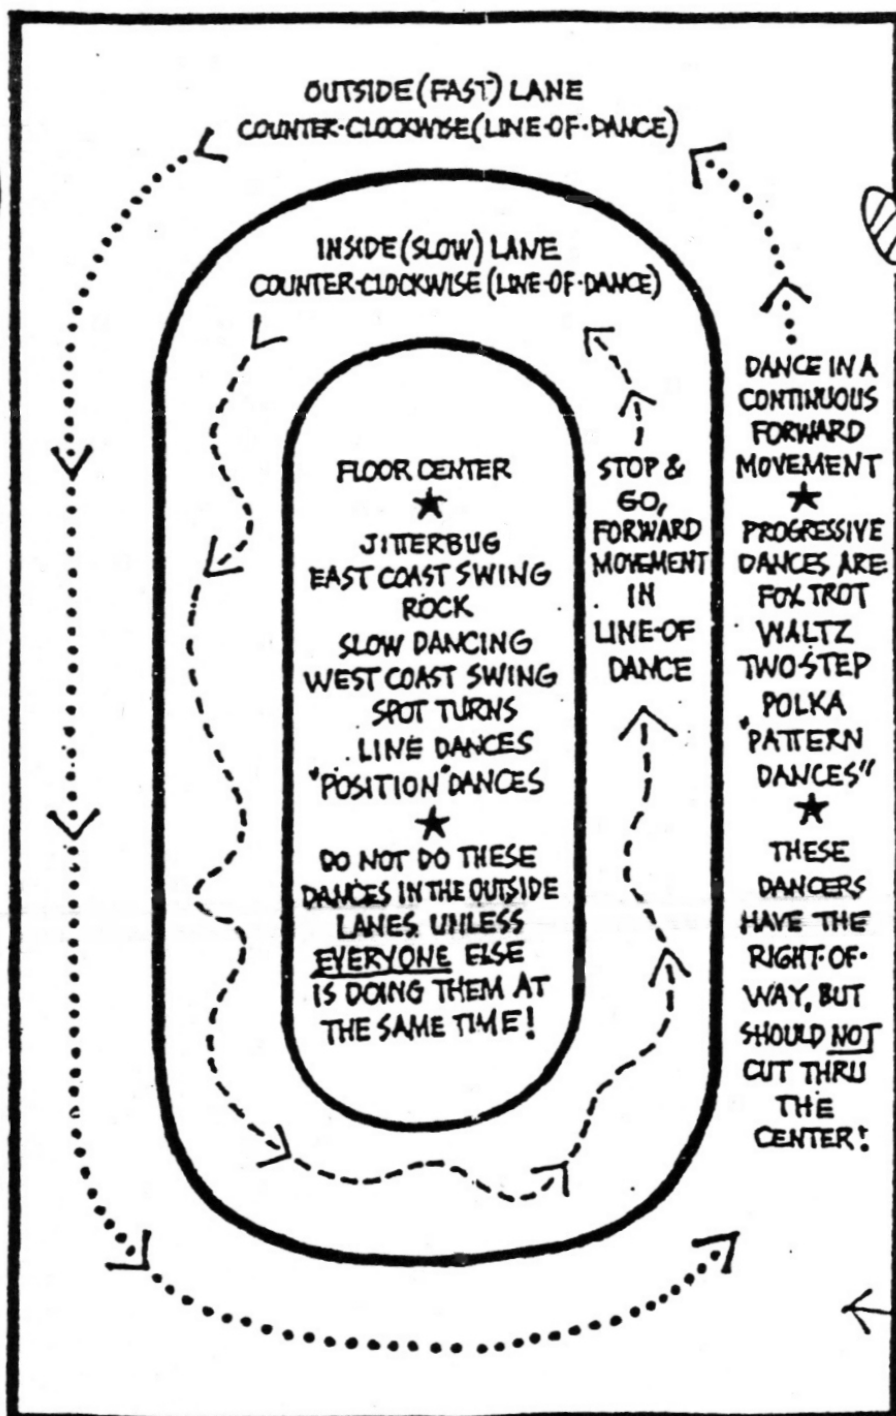 OUTSIDE (FAST) LANE
COUNTER-CLOCKWISE (LINE-OF-DANCE)
INSIDE (SLOW) LANE
COUNTER-CLOCKWISE (LINE-OF-DANCE)
FLOOR CENTER
★
JITTERBUG
EAST COAST SWING
ROCK
SLOW DANCING
WEST COAST SWING
SPOT TURNS
LINE DANCES
"POSITION" DANCES
★
DO NOT DO THESE
DANCES IN THE OUTSIDE
LANES, UNLESS
EVERYONE ELSE
IS DOING THEM AT
THE SAME TIME!
STOP &
GO,
FORWARD
MOVEMENT
IN
LINE-OF
DANCE
DANCE IN A
CONTINUOUS
FORWARD
MOVEMENT
★
PROGRESSIVE
DANCES ARE
FOXTROT
WALTZ
TWO-STEP
POLKA
"PATTERN
DANCES"
★
THESE
DANCERS
HAVE THE
RIGHT-OF-
WAY, BUT
SHOULD NOT
CUT THRU
THE
CENTER!